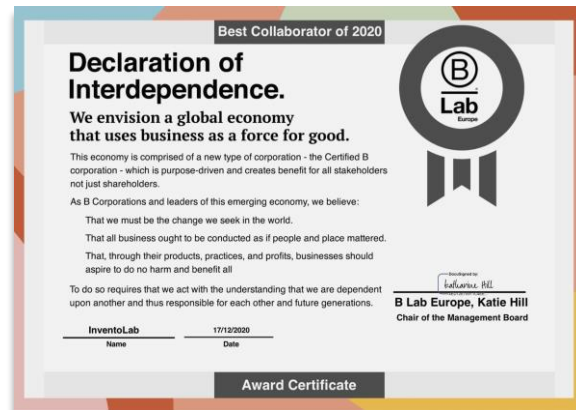 Best Collaborator of 2020
Declaration of
Interdependence.
We envision a global economy
that uses business as a force for good.
This economy is comprised of a new type of corporation - the Certified B
corporation - which is purpose-driven and creates benefit for all stakeholders
not just shareholders.
As B Corporations and leaders of this emerging economy, we believe:
That we must be the change we seek in the world.
That all business ought to be conducted as if people and place mattered.
That, through their products, practices, and profits, businesses should
aspire to do no harm and benefit all
To do so requires that we act with the understanding that we are dependent
upon another and thus responsible for each other and future generations.
InventoLab
Name
17/12/2020
Date
B
Lab
Europe
DocuSigned by
Katharine Hill
B Lab Europe, Katie Hill
Chair of the Management Board
Award Certificate